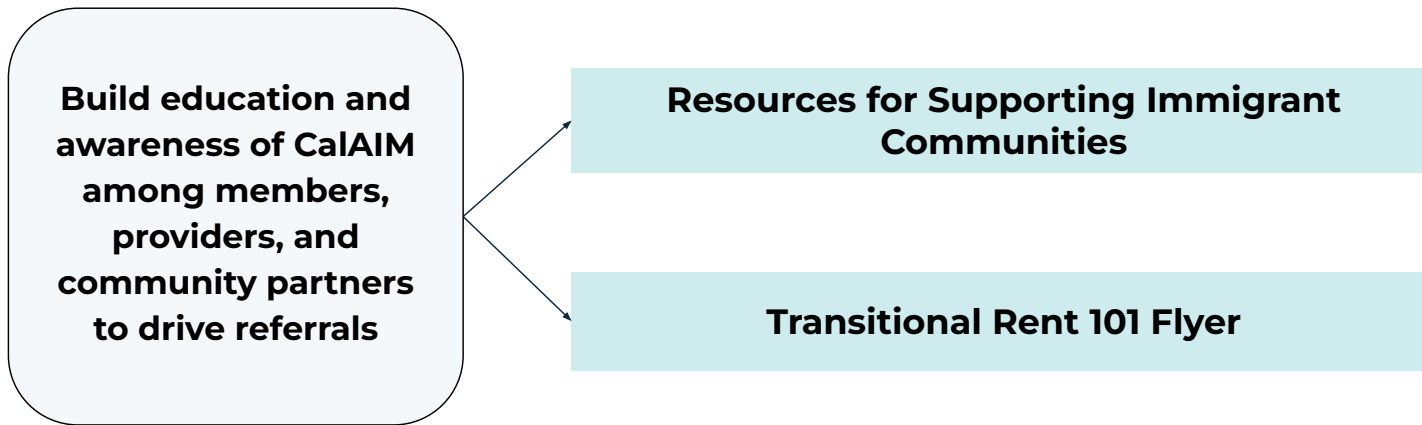 Build education and
awareness of CalAIM
among members,
providers, and
community partners
to drive referrals
Resources for Supporting Immigrant
Communities
Transitional Rent 101 Flyer